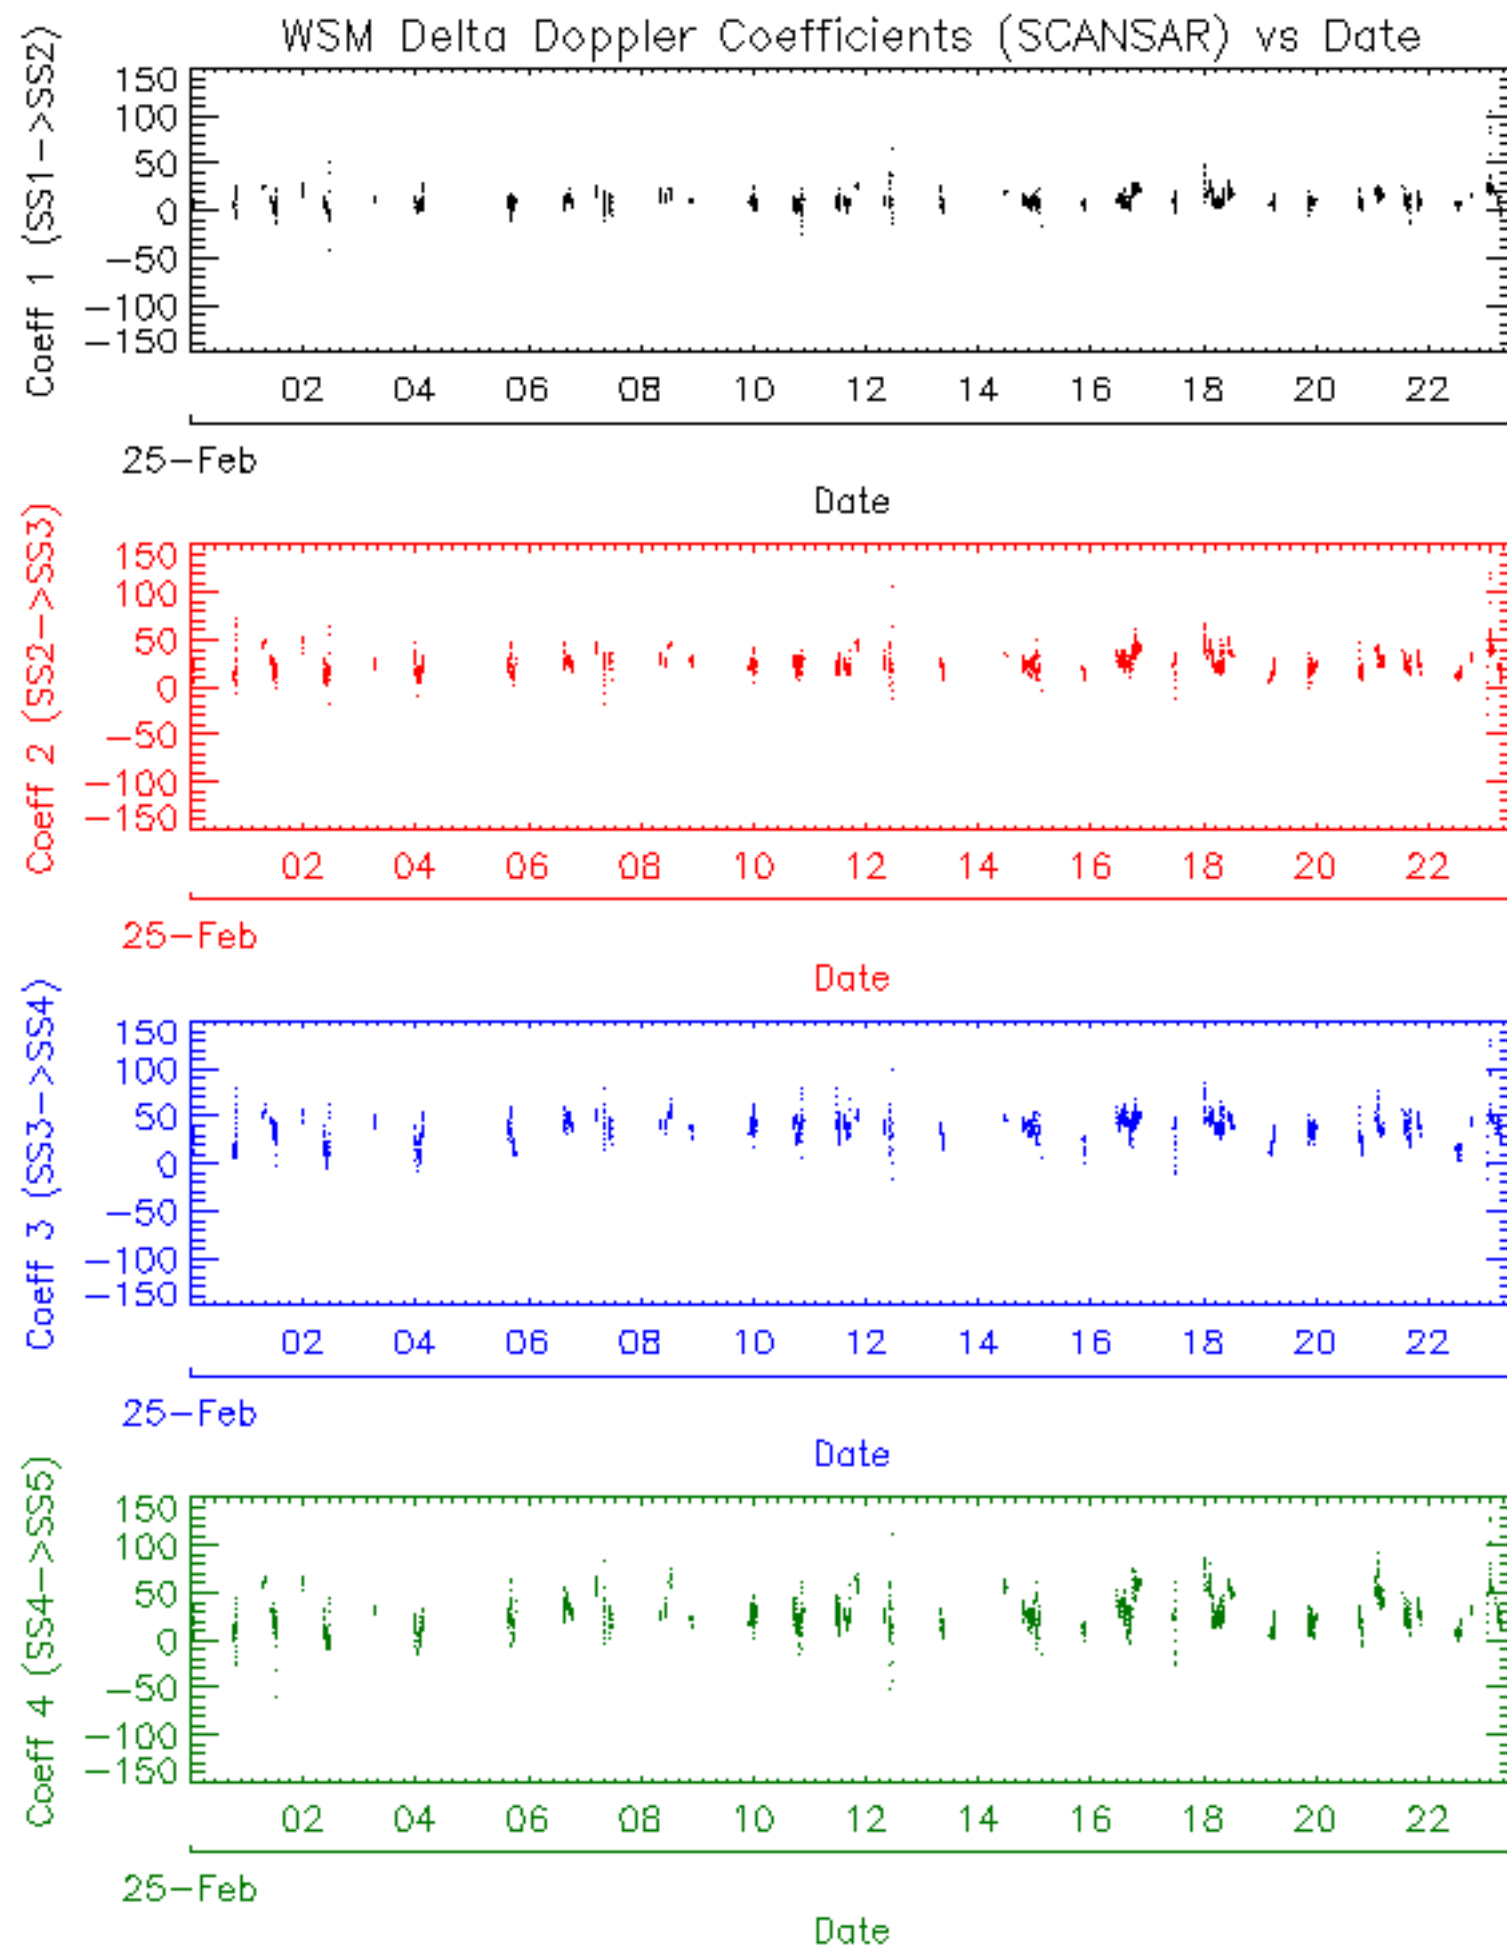 WSM Delta Doppler Coefficients (SCANSAR) vs Date
Coeff 1 (SS1->SS2)
150
100
50
0
-50
-100
-150
02 04 06 08 10 12 14 16 18 20 22
25-Feb
Date
Coeff 2 (SS2->SS3)
150
100
50
0
-50
-100
-150
02 04 06 08 10 12 14 16 18 20 22
25-Feb
Date
Coeff 3 (SS3->SS4)
150
100
50
0
-50
-100
-150
02 04 06 08 10 12 14 16 18 20 22
25-Feb
Date
Coeff 4 (SS4->SS5)
150
100
50
0
-50
-100
-150
02 04 06 08 10 12 14 16 18 20 22
25-Feb
Date